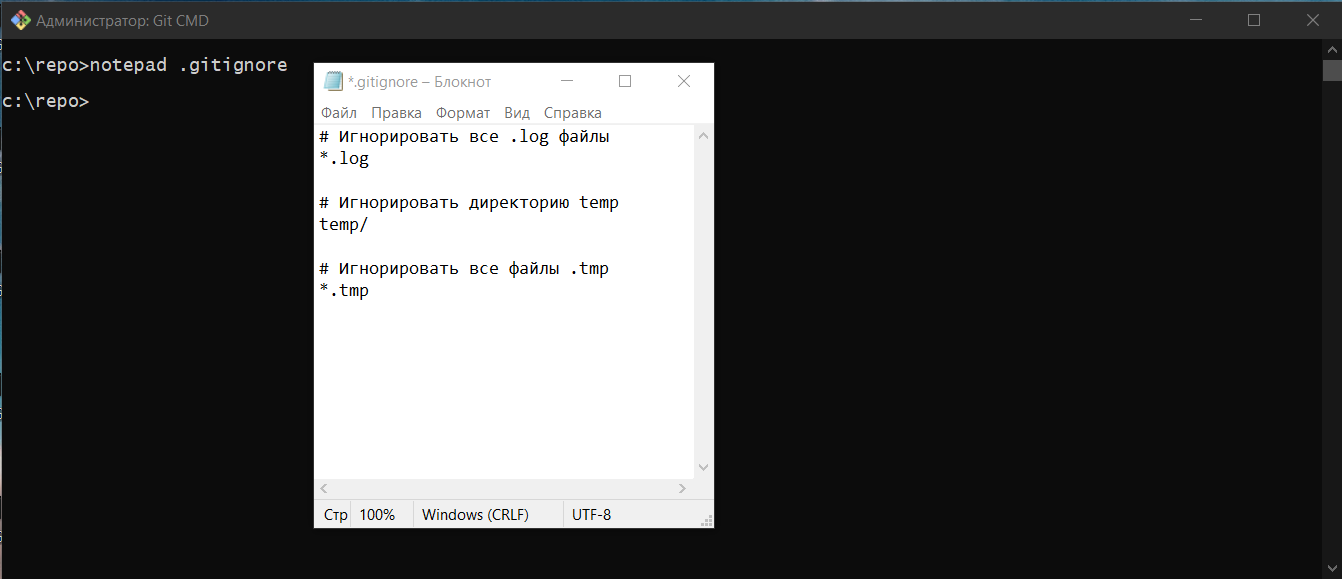 Администратор: Git CMD
c:\repo>notepad .gitignore
c:\repo>
*.gitignore – Блокнот
Файл Правка Формат Вид Справка
# Игнорировать все .log файлы
*.log
# Игнорировать директорию temp
temp/
# Игнорировать все файлы .tmp
*.tmp
Стр 100% Windows (CRLF) UTF-8